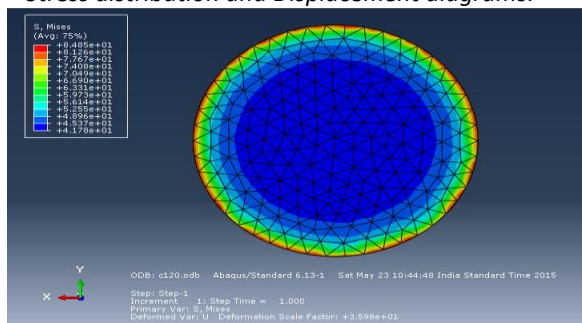 Stress distribution and Displacement diagrams:
S, Mises
(Avg: 75%)
+8.485e+01
+8.126e+01
+7.767e+01
+7.408e+01
+7.049e+01
+6.690e+01
+6.331e+01
+5.973e+01
+5.614e+01
+5.255e+01
+4.896e+01
+4.537e+01
+4.178e+01
Y
X
Z
ODB: c120.odb Abaqus/Standard 6.13-1 Sat May 23 10:44:48 India Standard Time 2015
Step: Step-1
Increment 1: Step Time = 1.000
Primary Var: S, Mises
Deformed Var: U Deformation Scale Factor: +3.598e+01